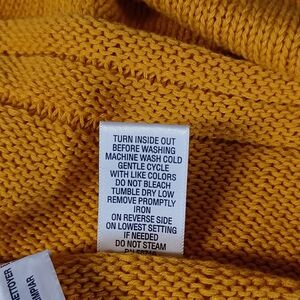 TURN INSIDE OUT
BEFORE WASHING
MACHINE WASH COLD
GENTLE CYCLE
WITH LIKE COLORS
DO NOT BLEACH
TUMBLE DRY LOW
REMOVE PROMPTLY
IRON
ON REVERSE SIDE
ON LOWEST SETTING
IF NEEDED
DO NOT STEAM